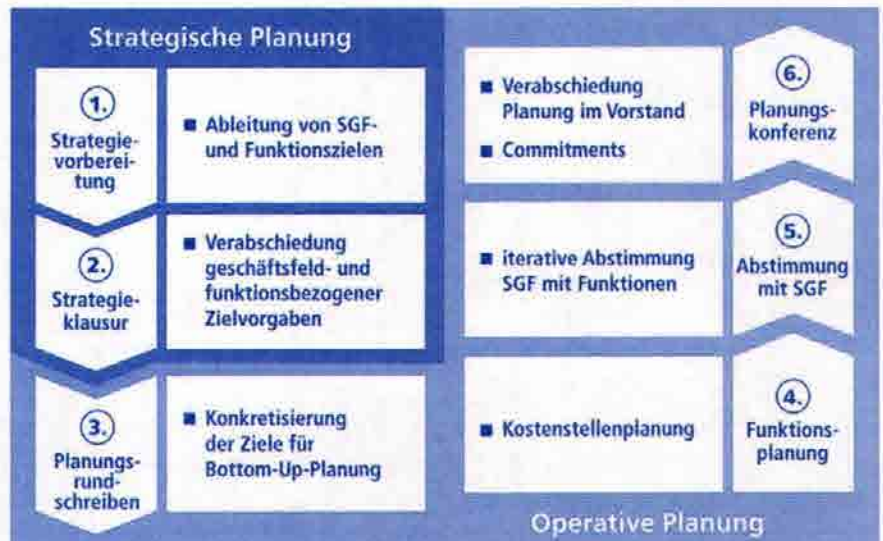 Strategische Planung
1.
Strategie-
vorberei-
tung
■ Ableitung von SGF-
und Funktionszielen
2.
Strategie-
klausur
■ Verabschiedung
geschäftsfeld- und
funktionsbezogener
Zielvorgaben
3.
Planungs-
rund-
schreiben
■ Konkretisierung
der Ziele für
Bottom-Up-Planung
4.
Funktions-
planung
■ Kostenstellenplanung
5.
Abstimmung
mit SGF
■ iterative Abstimmung
SGF mit Funktionen
6.
Planungs-
konferenz
■ Verabschiedung
Planung im Vorstand
■ Commitments
Operative Planung